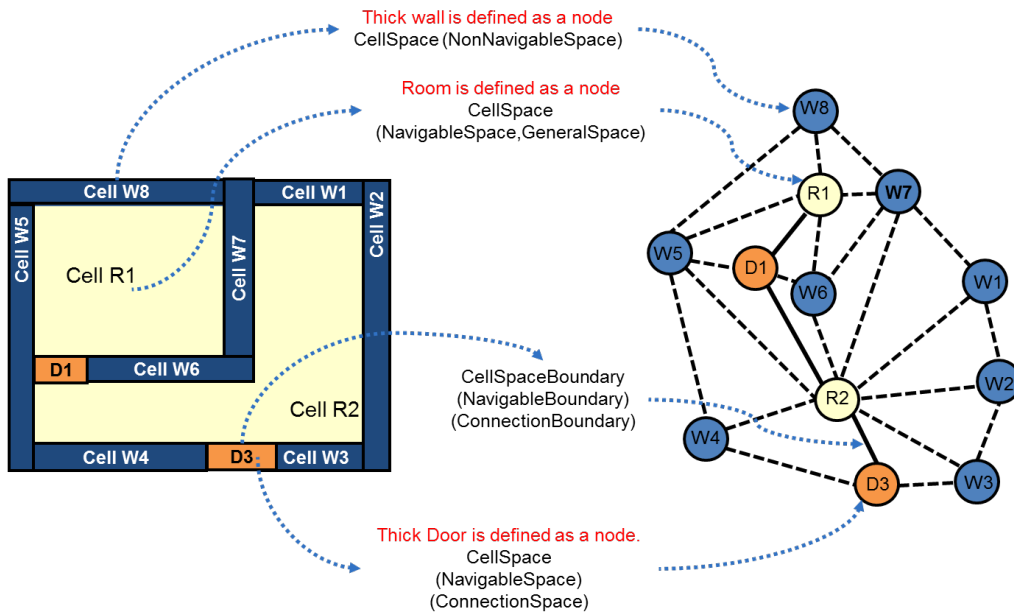 Thick wall is defined as a node
CellSpace (NonNavigableSpace)
Room is defined as a node
CellSpace
(NavigableSpace,GeneralSpace)
Cell W8
Cell W1
Cell W2
Cell W5
Cell W7
Cell R1
D1
Cell W6
Cell R2
Cell W4
D3
Cell W3
CellSpaceBoundary
(NavigableBoundary)
(ConnectionBoundary)
Thick Door is defined as a node.
CellSpace
(NavigableSpace)
(ConnectionSpace)
W8
R1
W7
W5
D1
W6
W1
W2
R2
W4
D3
W3